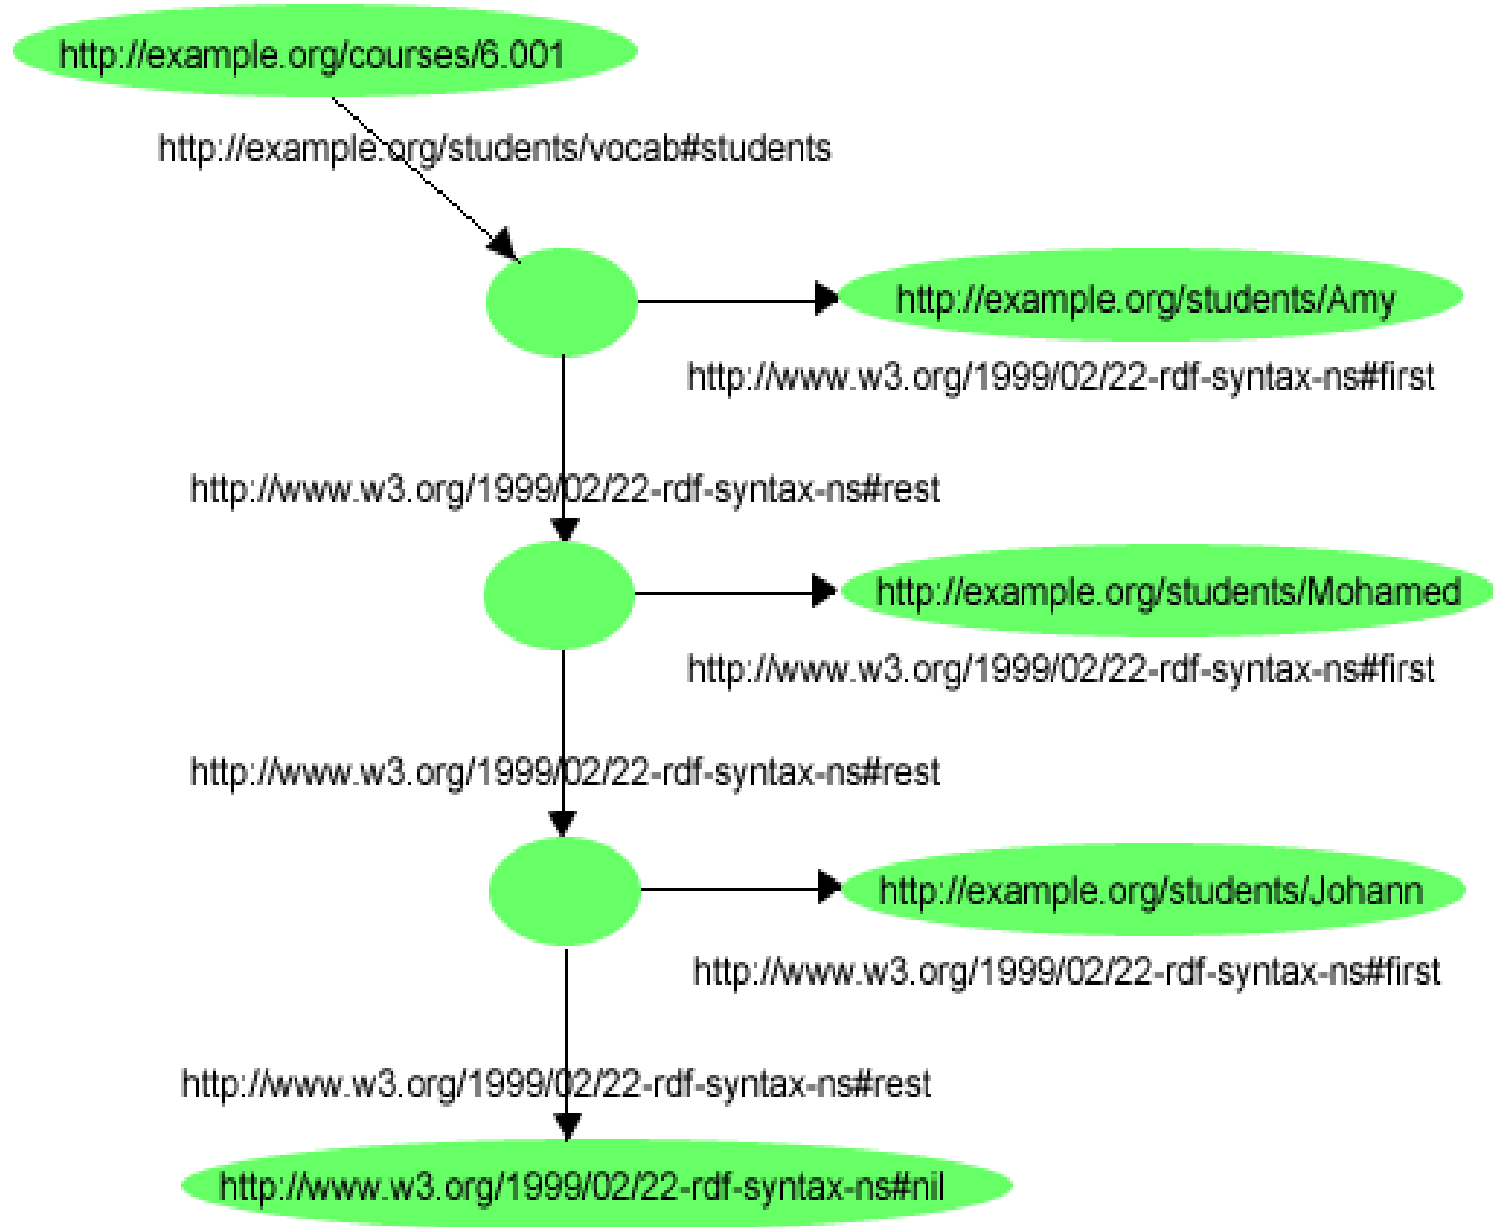 http://example.org/courses/6.001
http://example.org/students/vocab#students
http://example.org/students/Amy
http://www.w3.org/1999/02/22-rdf-syntax-ns#first
http://www.w3.org/1999/02/22-rdf-syntax-ns#rest
http://example.org/students/Mohamed
http://www.w3.org/1999/02/22-rdf-syntax-ns#first
http://www.w3.org/1999/02/22-rdf-syntax-ns#rest
http://example.org/students/Johann
http://www.w3.org/1999/02/22-rdf-syntax-ns#first
http://www.w3.org/1999/02/22-rdf-syntax-ns#rest
http://www.w3.org/1999/02/22-rdf-syntax-ns#nil